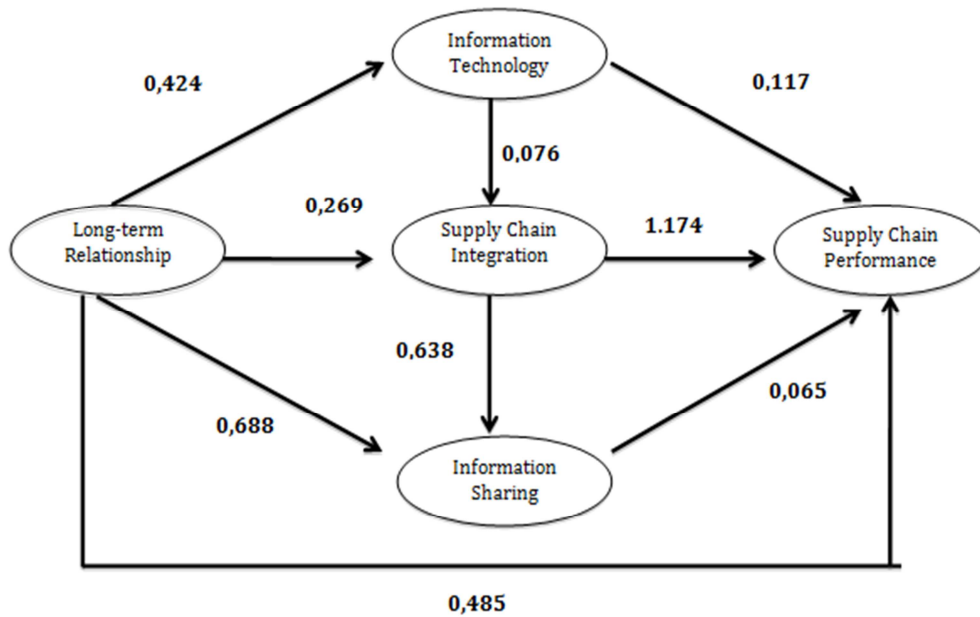 Information
Technology
0,424
0,117
0,076
0,269
1.174
Long-term
Relationship
Supply Chain
Integration
Supply Chain
Performance
0,638
0,065
0,688
Information
Sharing
0,485